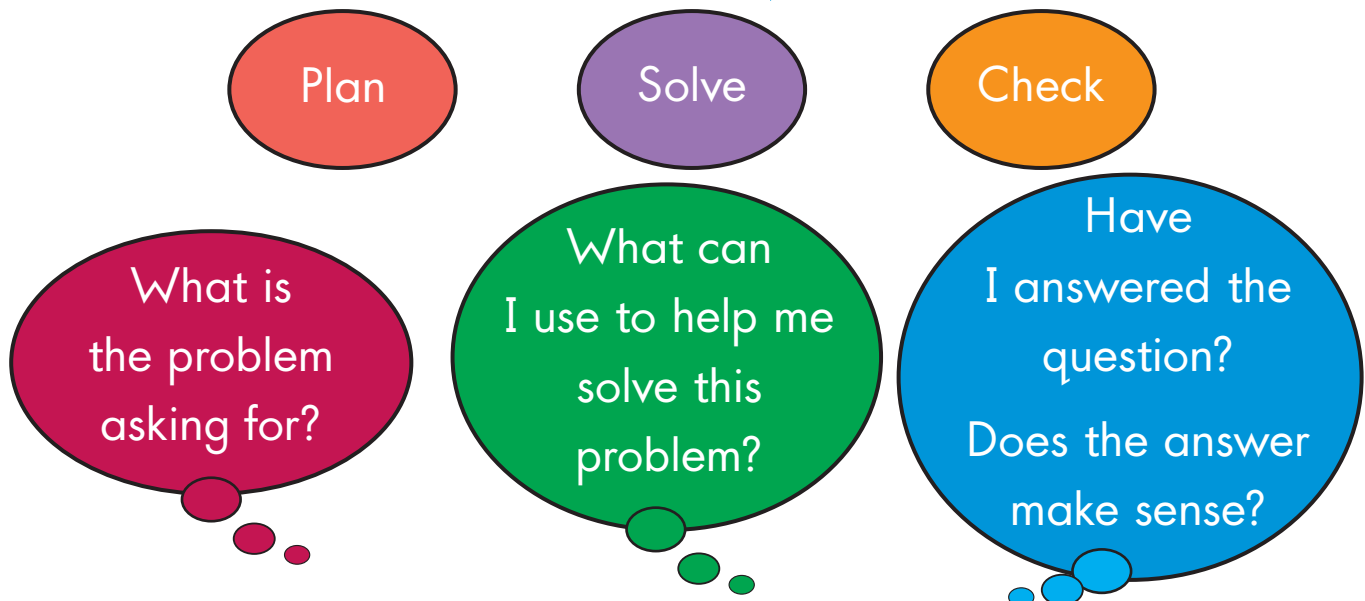 Plan
Solve
Check
What is
the problem
asking for?
What can
I use to help me
solve this
problem?
Have
I answered the
question?
Does the answer
make sense?